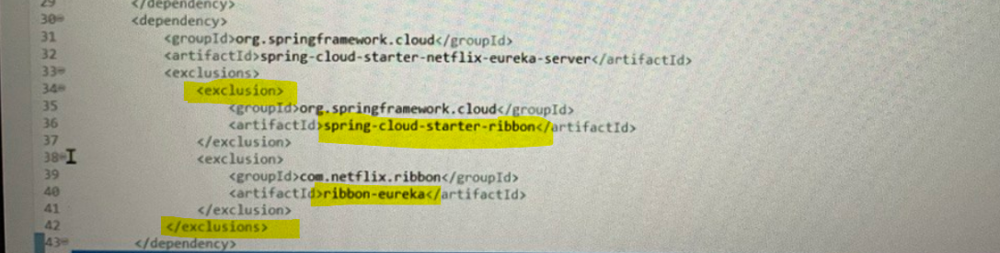 29 </dependency>
30 <dependency>
31 <groupId>org.springframework.cloud</groupId>
32 <artifactId>spring-cloud-starter-netflix-eureka-server</artifactId>
33 <exclusions>
34 <exclusion>
35 <groupId>org.springframework.cloud</groupId>
36 <artifactId>spring-cloud-starter-ribbon</artifactId>
37 </exclusion>
38 <exclusion>
39 <groupId>com.netflix.ribbon</groupId>
40 <artifactId>ribbon-eureka</artifactId>
41 </exclusion>
42 </exclusions>
43 </dependency>